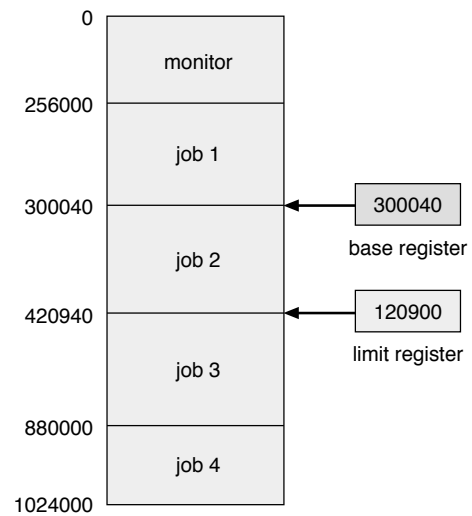 0
monitor
256000
job 1
300040
300040
base register
job 2
420940
120900
limit register
job 3
880000
job 4
1024000